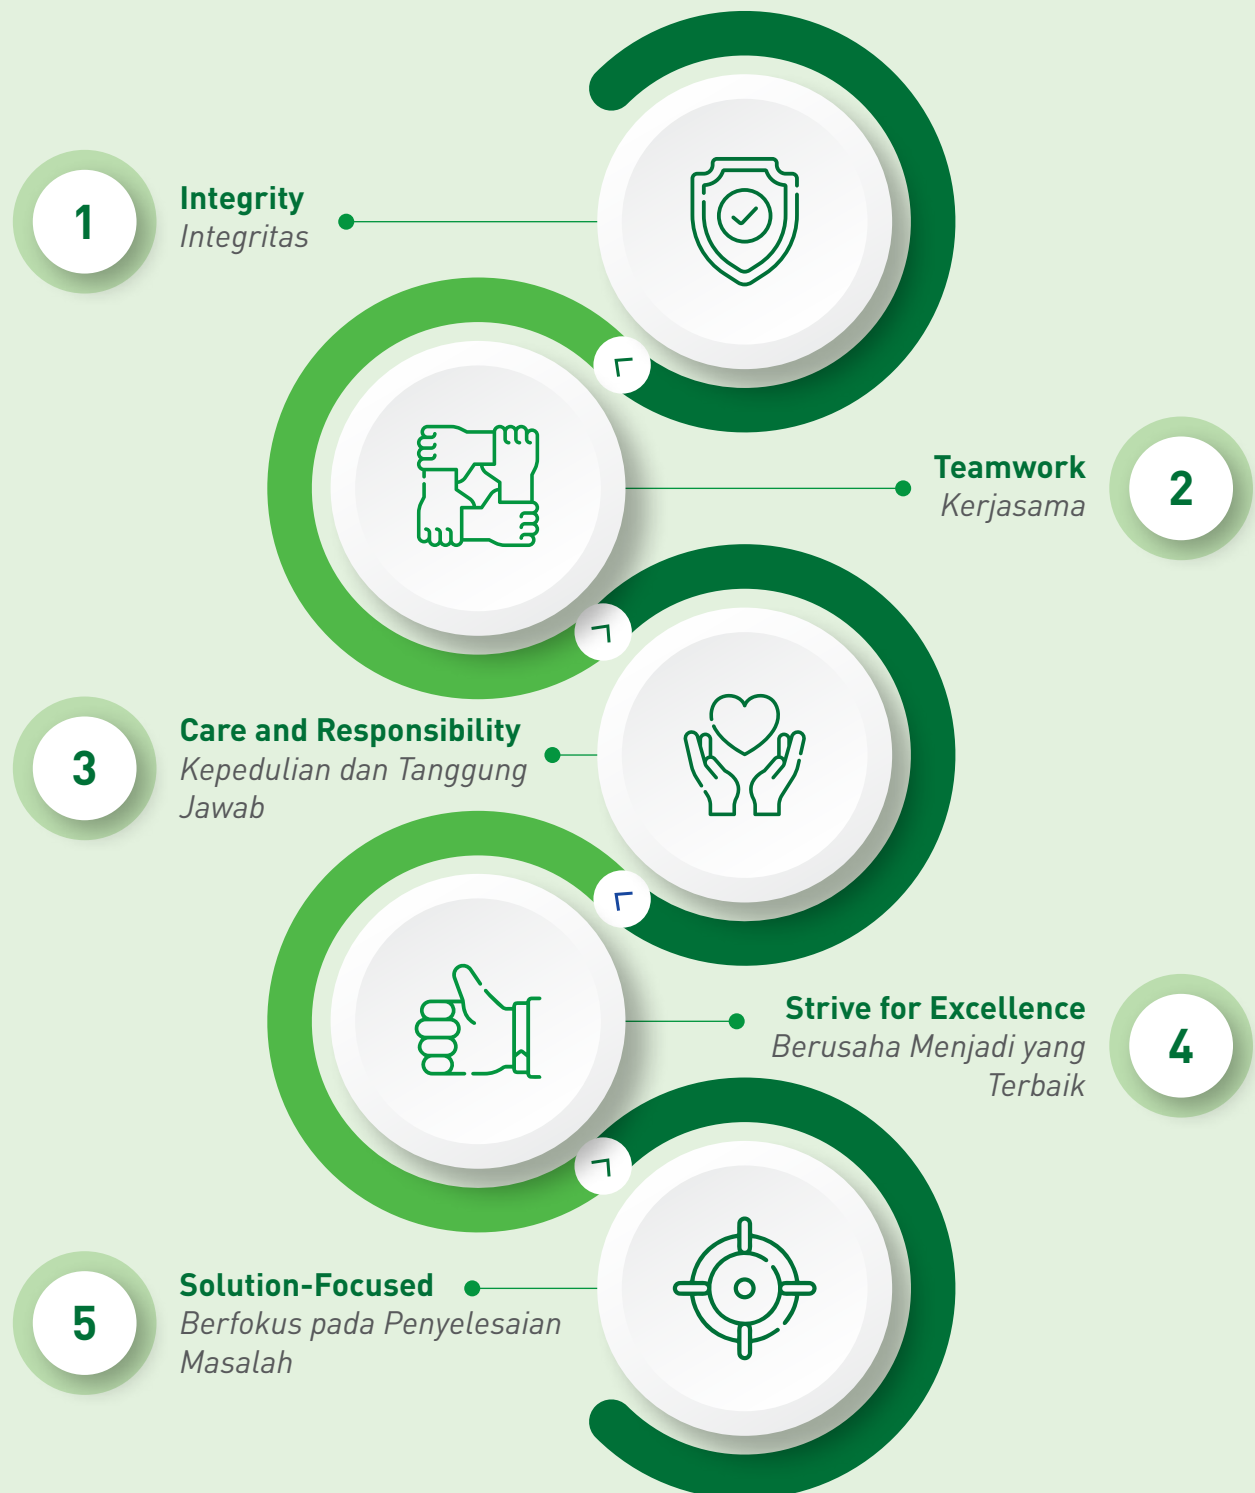 1
Integrity
Integritas
Teamwork
Kerjasama
2
3
Care and Responsibility
Kepedulian dan Tanggung
Jawab
Strive for Excellence
Berusaha Menjadi yang
Terbaik
4
5
Solution-Focused
Berfokus pada Penyelesaian
Masalah